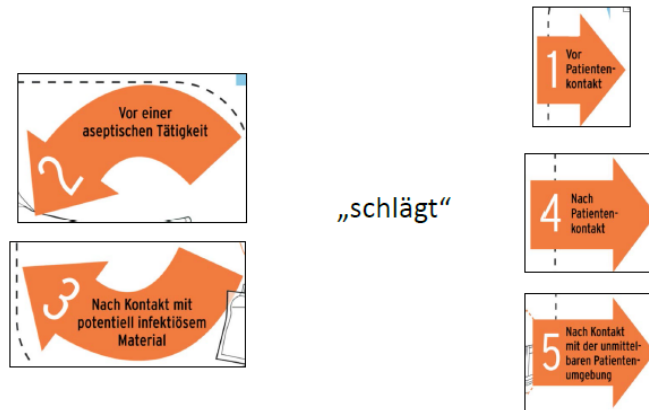 Vor einer
aseptischen Tätigkeit
2
3
Nach Kontakt mit
potentiell infektiösem
Material
„schlägt“
1
Vor
Patienten-
kontakt
4
Nach
Patienten-
kontakt
5
Nach Kontakt
mit der unmittel-
baren Patienten-
umgebung